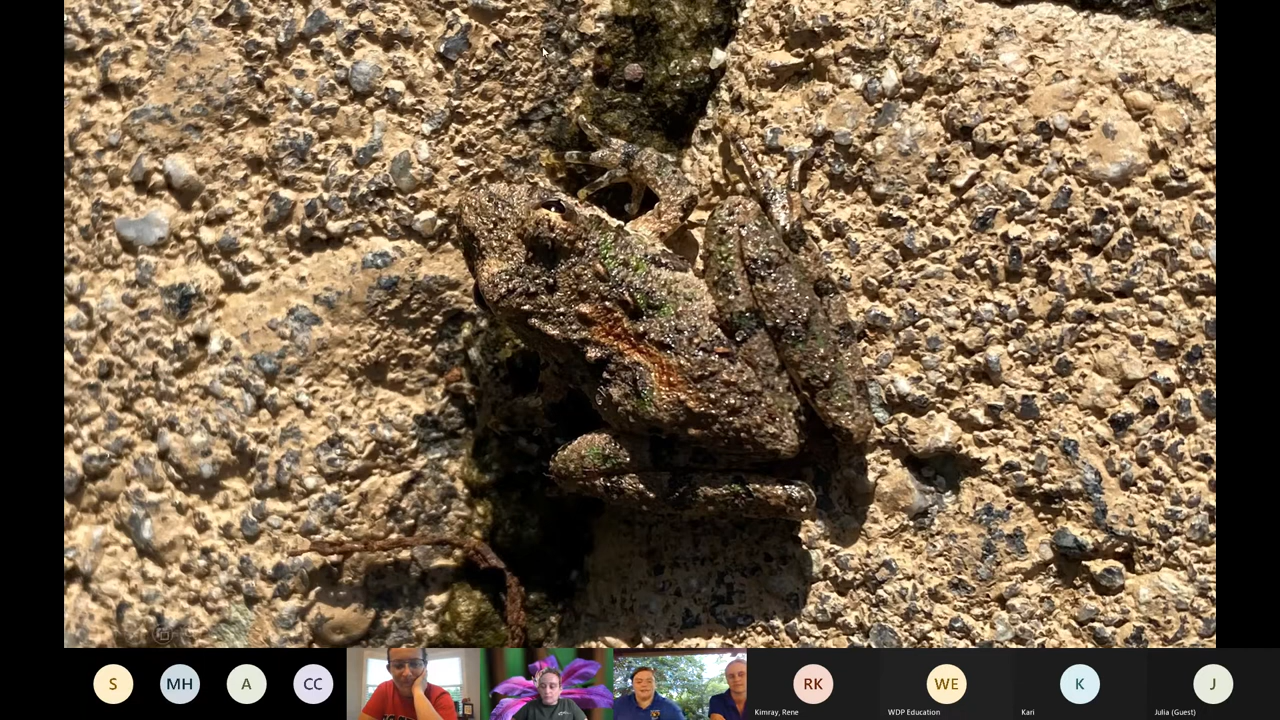 S
MH
A
CC
RK
WE
K
J
Kimray, Rene
WDP Education
Kari
Julia (Guest)